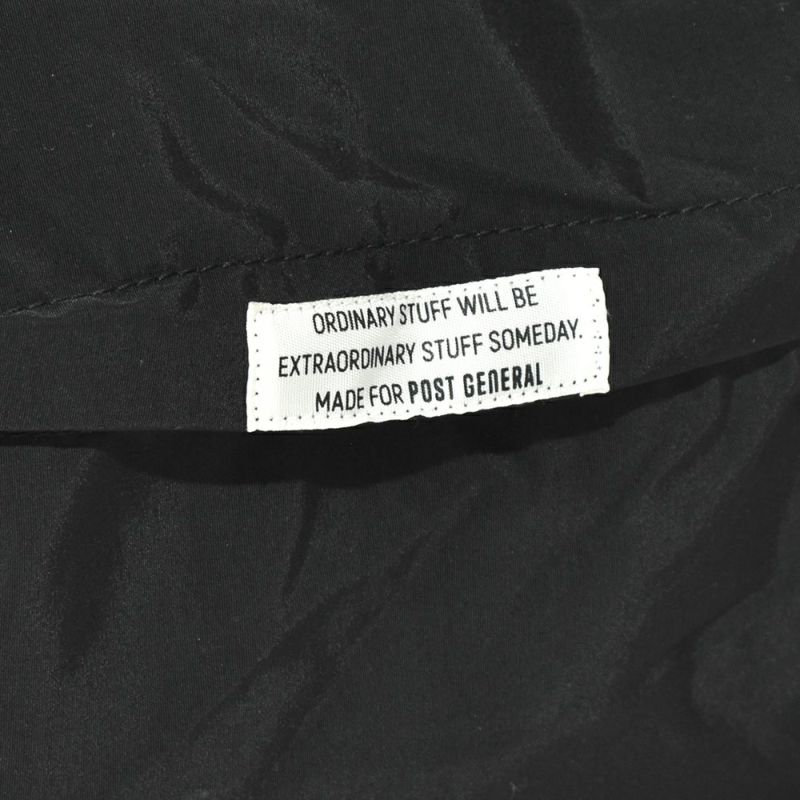 ORDINARY STUFF WILL BE
EXTRAORDINARY STUFF SOMEDAY.
MADE FOR POST GENERAL